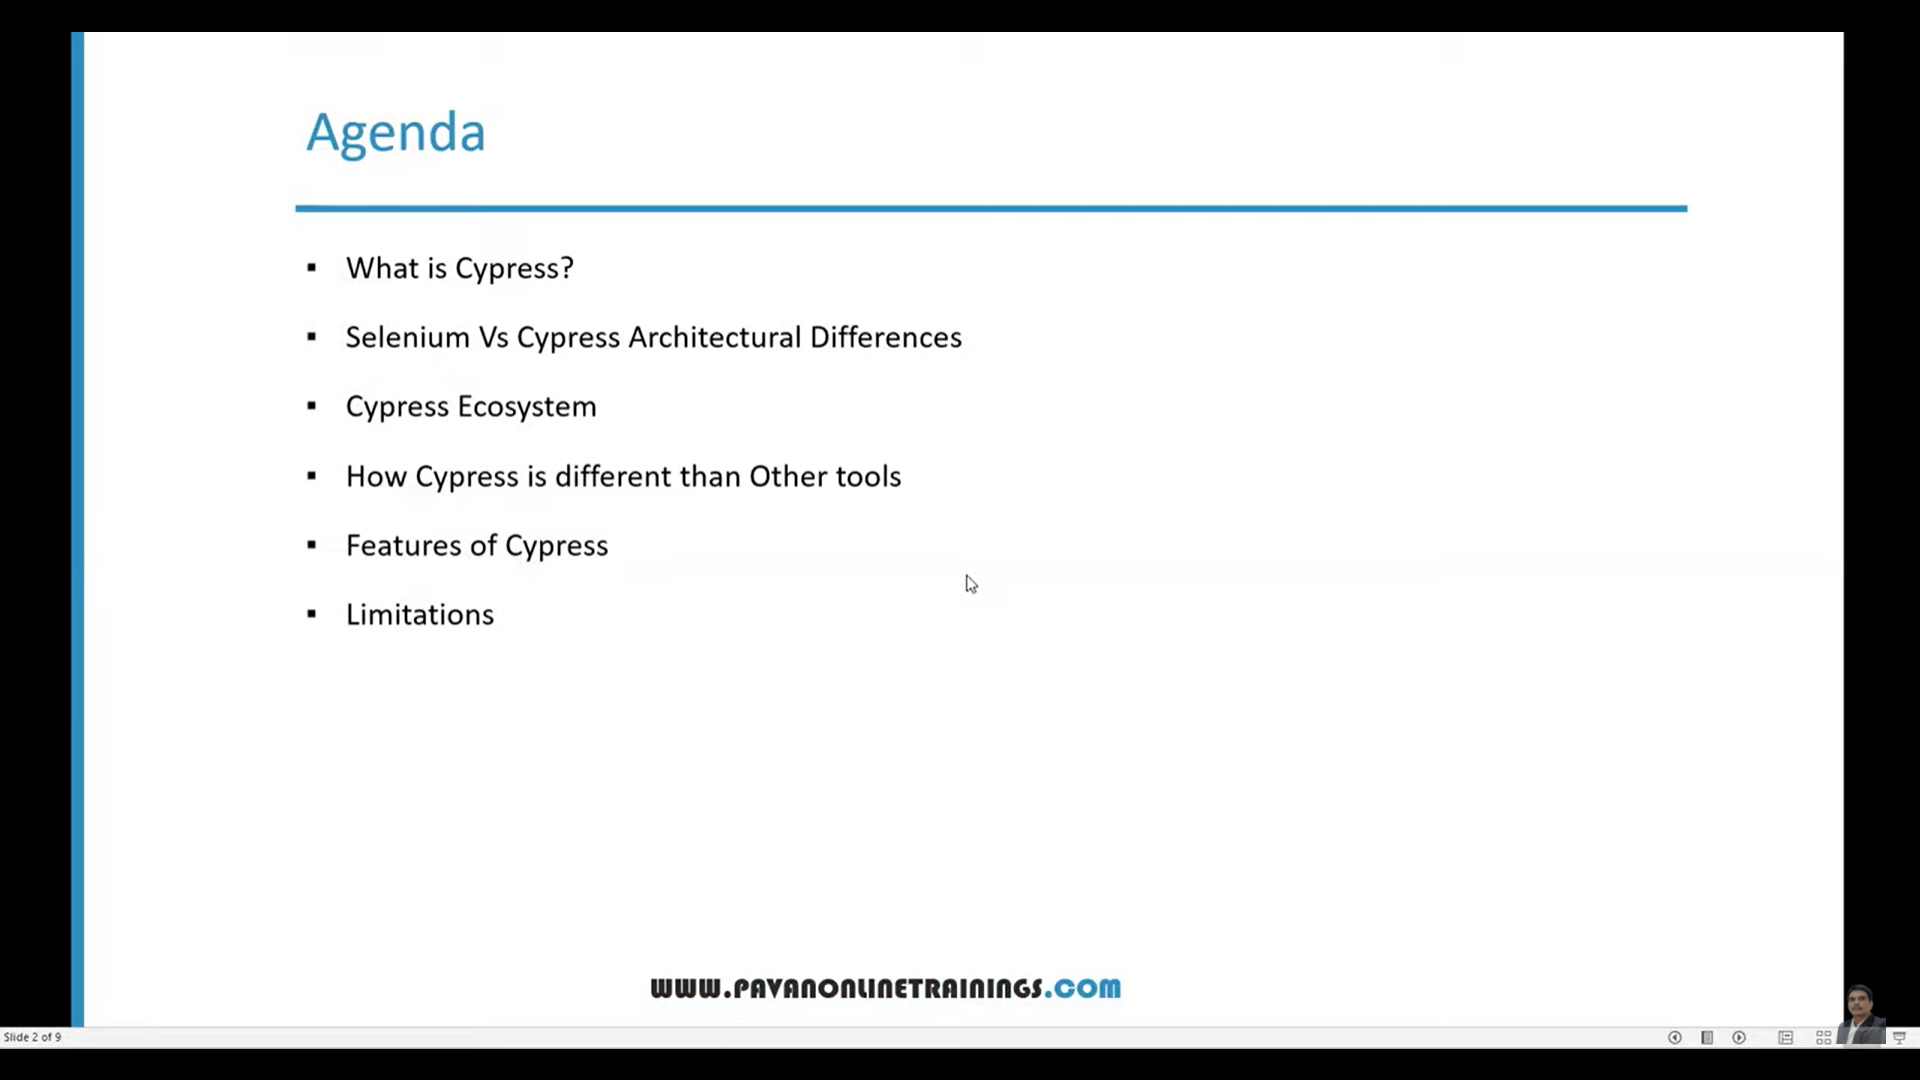 Agenda
▪ What is Cypress?
▪ Selenium Vs Cypress Architectural Differences
▪ Cypress Ecosystem
▪ How Cypress is different than Other tools
▪ Features of Cypress
▪ Limitations
WWW.PAVANONLINETRAININGS.COM
Slide 2 of 9